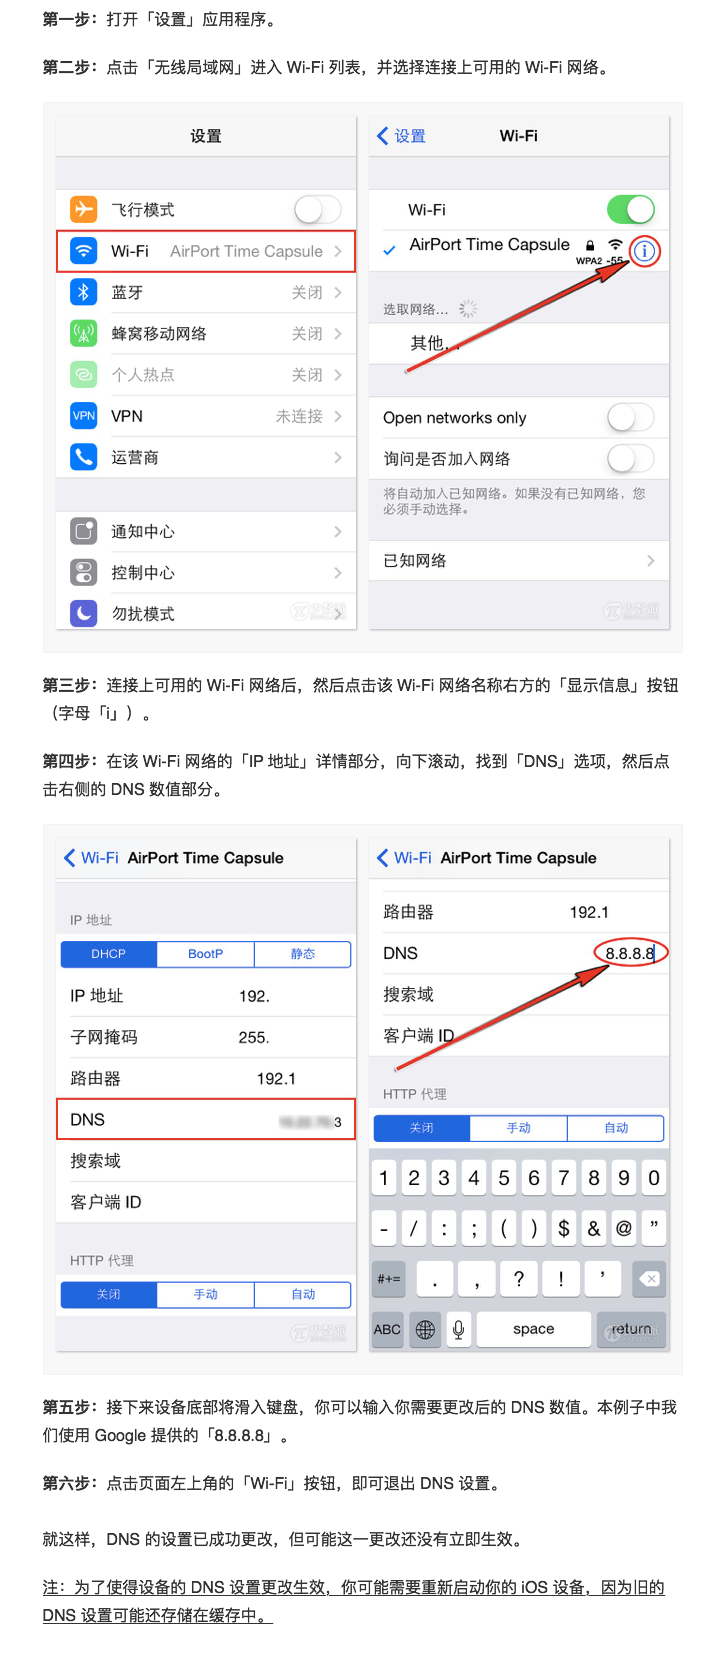 第一步：打开「设置」应用程序。
第二步：点击「无线局域网」进入 Wi-Fi 列表，并选择连接上可用的 Wi-Fi 网络。
设置
飞行模式
Wi-Fi AirPort Time Capsule
蓝牙 关闭
蜂窝移动网络 关闭
个人热点 关闭
VPN VPN 未连接
运营商
通知中心
控制中心
勿扰模式
设置 Wi-Fi
Wi-Fi
AirPort Time Capsule
WPA2 -55
选取网络...
其他...
Open networks only
询问是否加入网络
将自动加入已知网络。如果没有已知网络，您
必须手动选择。
已知网络
第三步：连接上可用的 Wi-Fi 网络后，然后点击该 Wi-Fi 网络名称右方的「显示信息」按钮
（字母「i」）。
第四步：在该 Wi-Fi 网络的「IP 地址」详情部分，向下滚动，找到「DNS」选项，然后点
击右侧的 DNS 数值部分。
Wi-Fi AirPort Time Capsule
IP 地址
DHCP BootP 静态
IP 地址 192.
子网掩码 255.
路由器 192.1
DNS 3
搜索域
客户端 ID
HTTP 代理
关闭 手动 自动
Wi-Fi AirPort Time Capsule
路由器 192.1
DNS 8.8.8.8
搜索域
客户端 ID
HTTP 代理
关闭 手动 自动
1 2 3 4 5 6 7 8 9 0
- / : ; ( ) $ & @ ”
#+= . , ? ! ’
ABC space return
第五步：接下来设备底部将滑入键盘，你可以输入你需要更改后的 DNS 数值。本例子中我
们使用 Google 提供的「8.8.8.8」。
第六步：点击页面左上角的「Wi-Fi」按钮，即可退出 DNS 设置。
就这样，DNS 的设置已成功更改，但可能这一更改还没有立即生效。
注：为了使得设备的 DNS 设置更改生效，你可能需要重新启动你的 iOS 设备，因为旧的
DNS 设置可能还存储在缓存中。